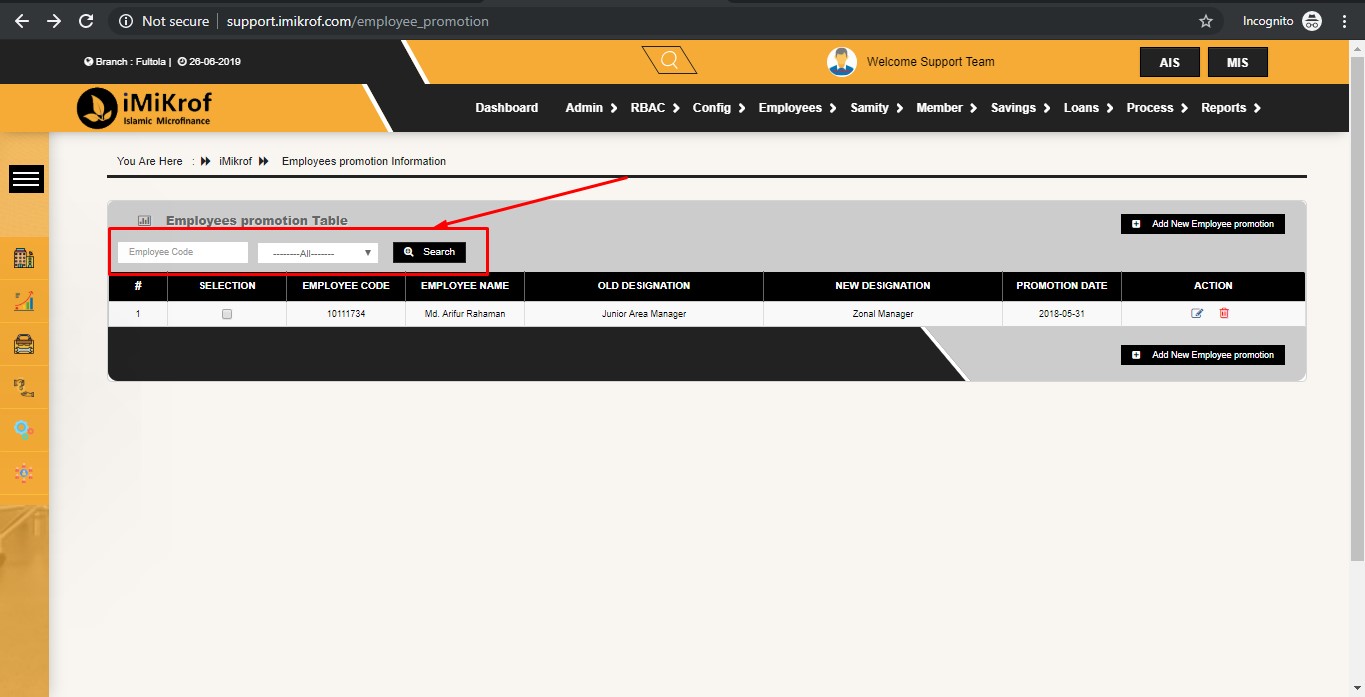 Not secure | support.imikrof.com/employee_promotion Incognito
Branch : Fultola | 26-06-2019 Welcome Support Team AIS MIS
iMiKrof
Islamic Microfinance
Dashboard Admin RBAC Config Employees Samity Member Savings Loans Process Reports
You Are Here : iMikrof Employees promotion Information
Employees promotion Table Add New Employee promotion
Employee Code --------All------- Search
# SELECTION EMPLOYEE CODE EMPLOYEE NAME OLD DESIGNATION NEW DESIGNATION PROMOTION DATE ACTION
1 10111734 Md. Arifur Rahaman Junior Area Manager Zonal Manager 2018-05-31
Add New Employee promotion